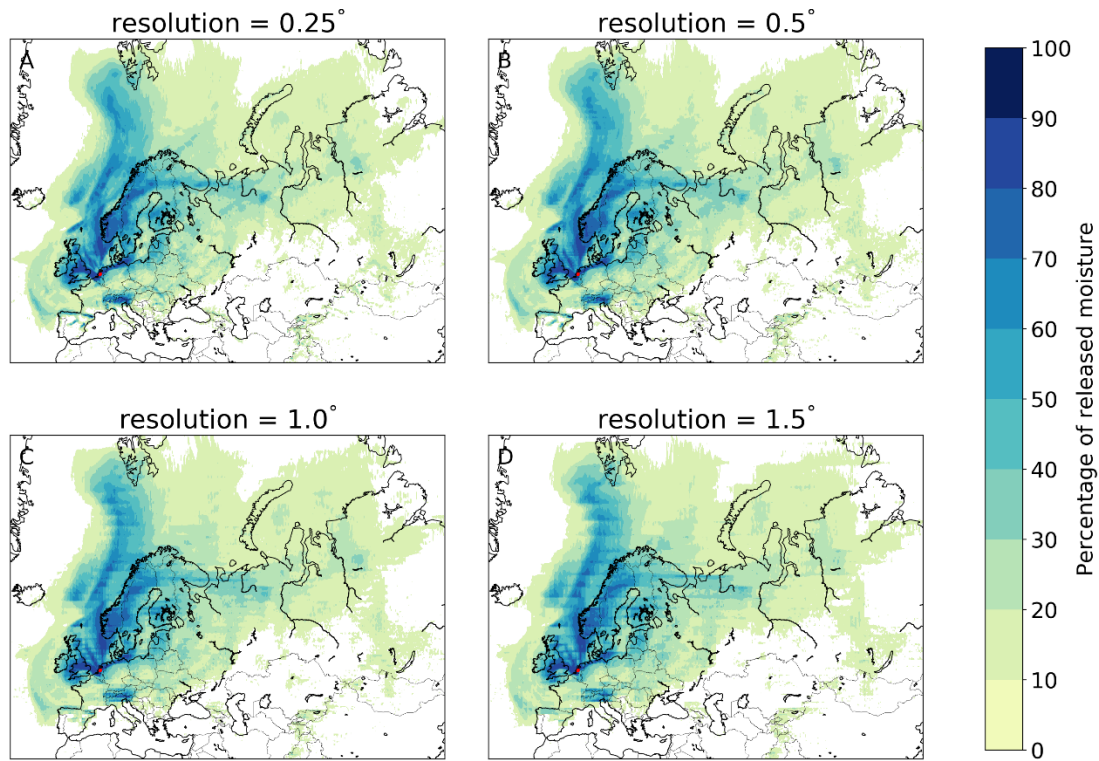 resolution = 0.25°
resolution = 0.5°
A
B
resolution = 1.0°
resolution = 1.5°
C
D
100
90
80
70
60
50
40
30
20
10
0
Percentage of released moisture